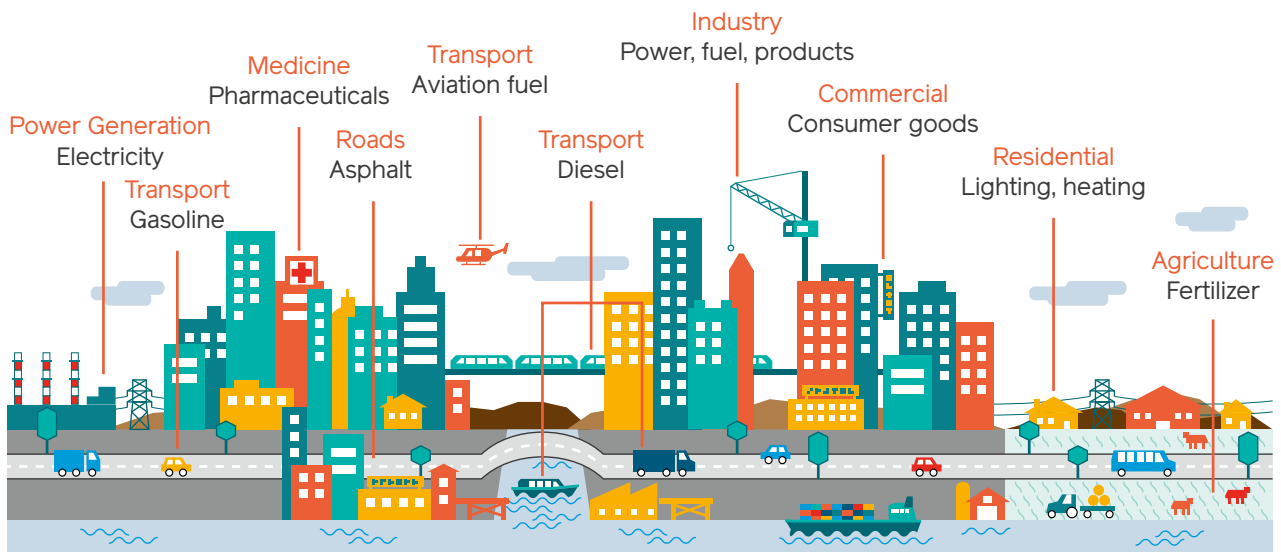 Power Generation
Electricity
Transport
Gasoline
Medicine
Pharmaceuticals
Roads
Asphalt
Transport
Aviation fuel
Transport
Diesel
Industry
Power, fuel, products
Commercial
Consumer goods
Residential
Lighting, heating
Agriculture
Fertilizer